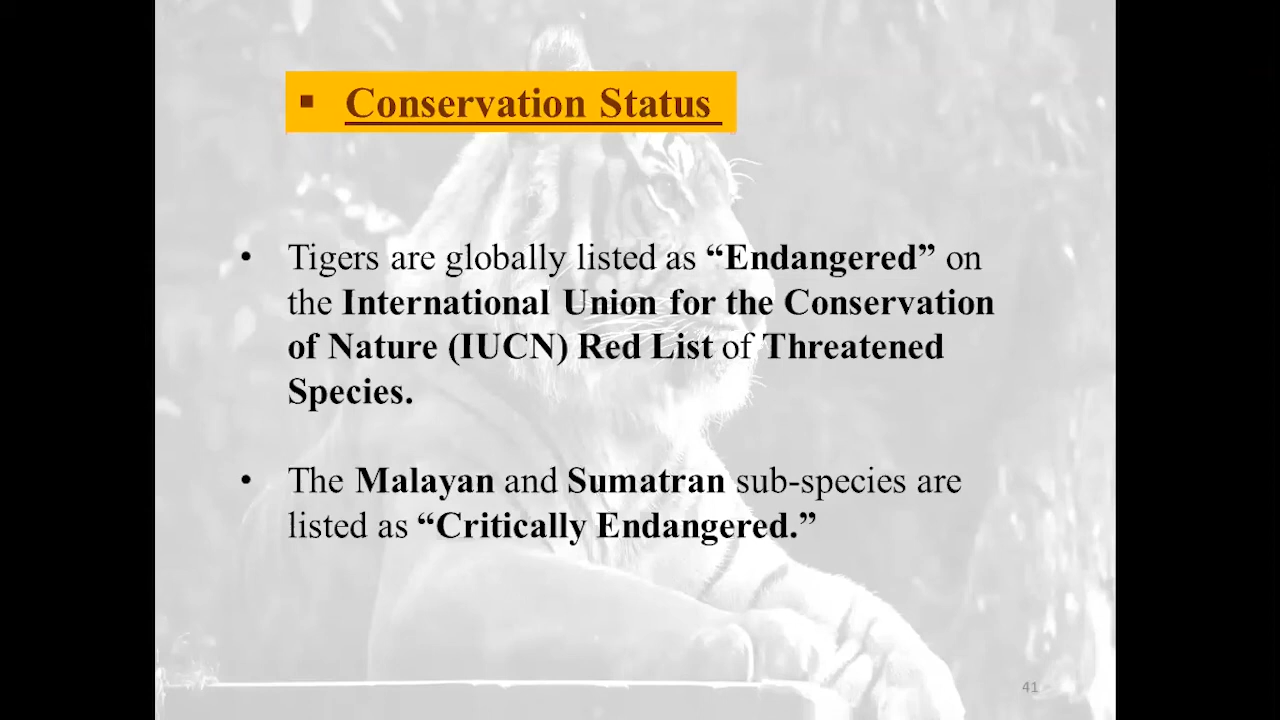 ▪ Conservation Status
• Tigers are globally listed as “Endangered” on
the International Union for the Conservation
of Nature (IUCN) Red List of Threatened
Species.
• The Malayan and Sumatran sub-species are
listed as “Critically Endangered.”
41